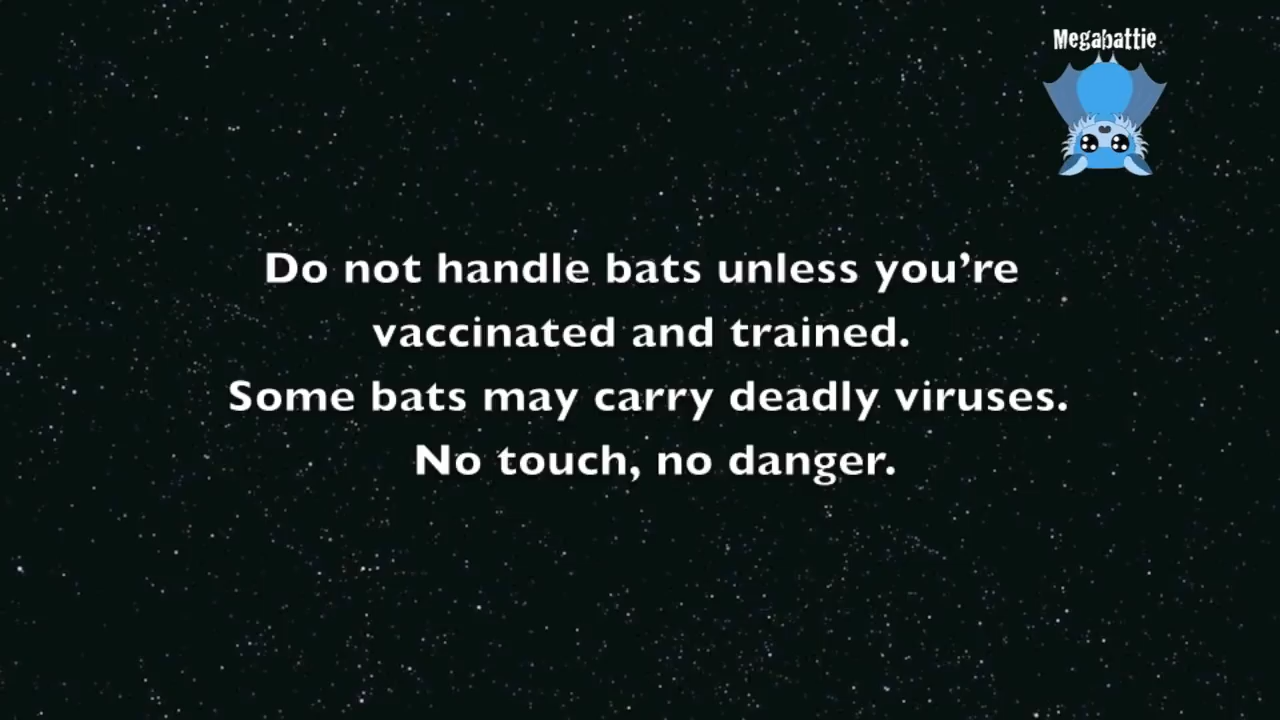 Megabattie
Do not handle bats unless you’re
vaccinated and trained.
Some bats may carry deadly viruses.
No touch, no danger.